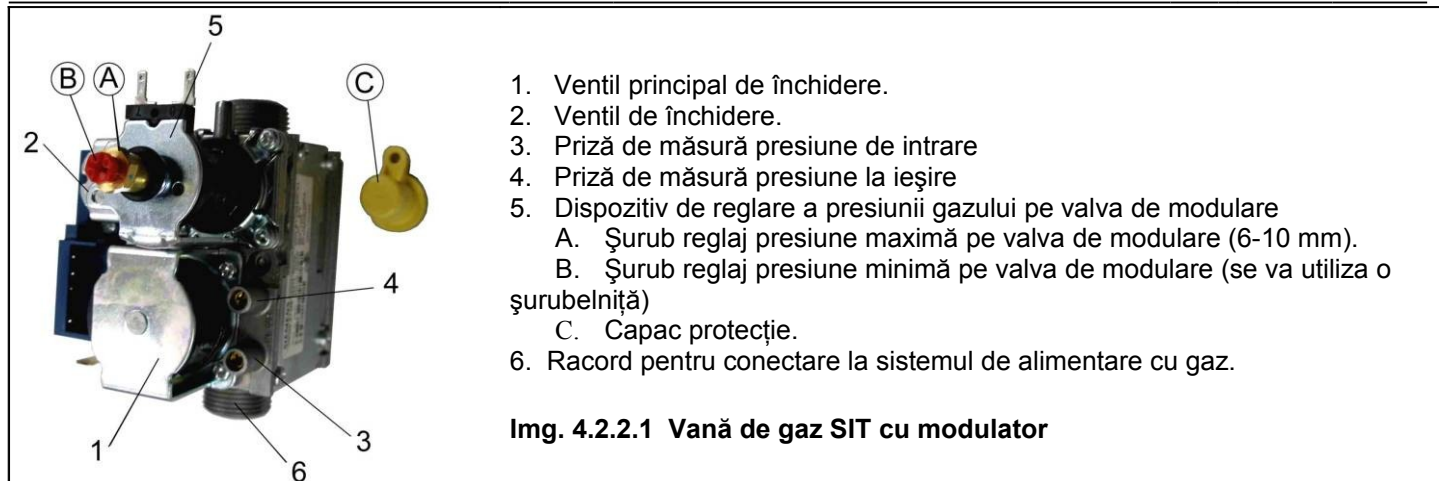 5
B A C
2
4
1
3
6
1. Ventil principal de închidere.
2. Ventil de închidere.
3. Priză de măsură presiune de intrare
4. Priză de măsură presiune la ieşire
5. Dispozitiv de reglare a presiunii gazului pe valva de modulare
A. Şurub reglaj presiune maximă pe valva de modulare (6-10 mm).
B. Şurub reglaj presiune minimă pe valva de modulare (se va utiliza o
şurubelniță)
C. Capac protecție.
6. Racord pentru conectare la sistemul de alimentare cu gaz.
Img. 4.2.2.1 Vană de gaz SIT cu modulator